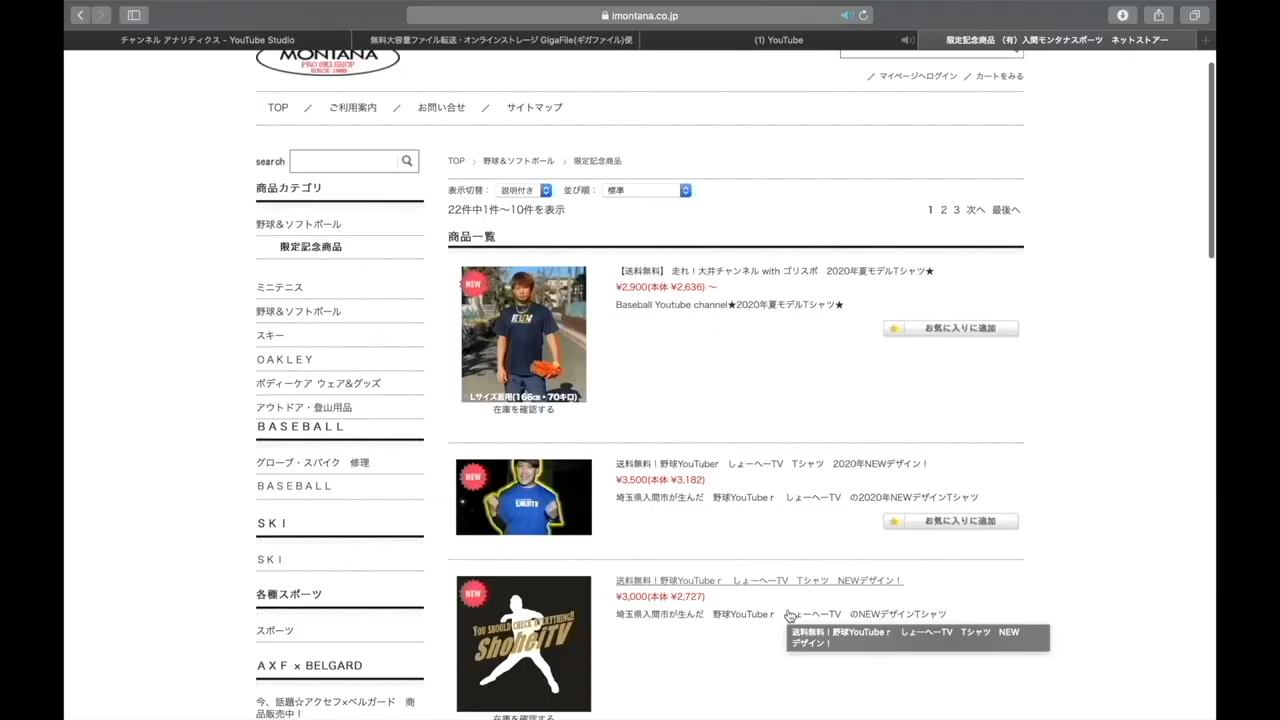 imontana.co.jp
チャンネル アナリティクス - YouTube Studio
無料大容量ファイル転送・オンラインストレージ GigaFile(ギガファイル)便
(1) YouTube
限定記念商品 （有）入間モンタナスポーツ　ネットストアー
MONTANA
PRO SKI SHOP
／ マイページへログイン ／ カートをみる
TOP ／ ご利用案内 ／ お問い合せ ／ サイトマップ
search
TOP > 野球＆ソフトボール > 限定記念商品
商品カテゴリ
表示切替： 説明付き 並び順： 標準
22件中1件〜10件を表示
1 2 3 次へ 最後へ
野球＆ソフトボール
限定記念商品
商品一覧
ミニテニス
野球＆ソフトボール
スキー
ＯＡＫＬＥＹ
ボディーケア ウェア&グッズ
アウトドア・登山用品
ＢＡＳＥＢＡＬＬ
グローブ・スパイク　修理
ＢＡＳＥＢＡＬＬ
ＳＫＩ
ＳＫＩ
各種スポーツ
スポーツ
ＡＸＦ × BELGARD
今、話題☆アクセフ×ベルガード　商
品販売中！
NEW
RUN
Lサイズ着用(166㎝・70キロ)
在庫を確認する
【送料無料】 走れ！大井チャンネル with ゴリスポ　2020年夏モデルTシャツ★
¥2,900(本体 ¥2,636) 〜
Baseball Youtube channel★2020年夏モデルTシャツ★
お気に入りに追加
NEW
送料無料！野球YouTuber　しょーへーTV　Tシャツ　2020年NEWデザイン！
¥3,500(本体 ¥3,182)
埼玉県入間市が生んだ　野球YouTubeｒ　しょーへーTV　の2020年NEWデザインTシャツ
お気に入りに追加
NEW
YOU SHOULD CHECK EVERYTHING!!
ShoheiTV
在庫を確認する
送料無料！野球YouTubeｒ　しょーへーTV　Tシャツ　NEWデザイン！
¥3,000(本体 ¥2,727)
埼玉県入間市が生んだ　野球YouTubeｒ　しょーへーTV　のNEWデザインTシャツ
送料無料！野球YouTubeｒ　しょーへーTV　Tシャツ　NEW
デザイン！